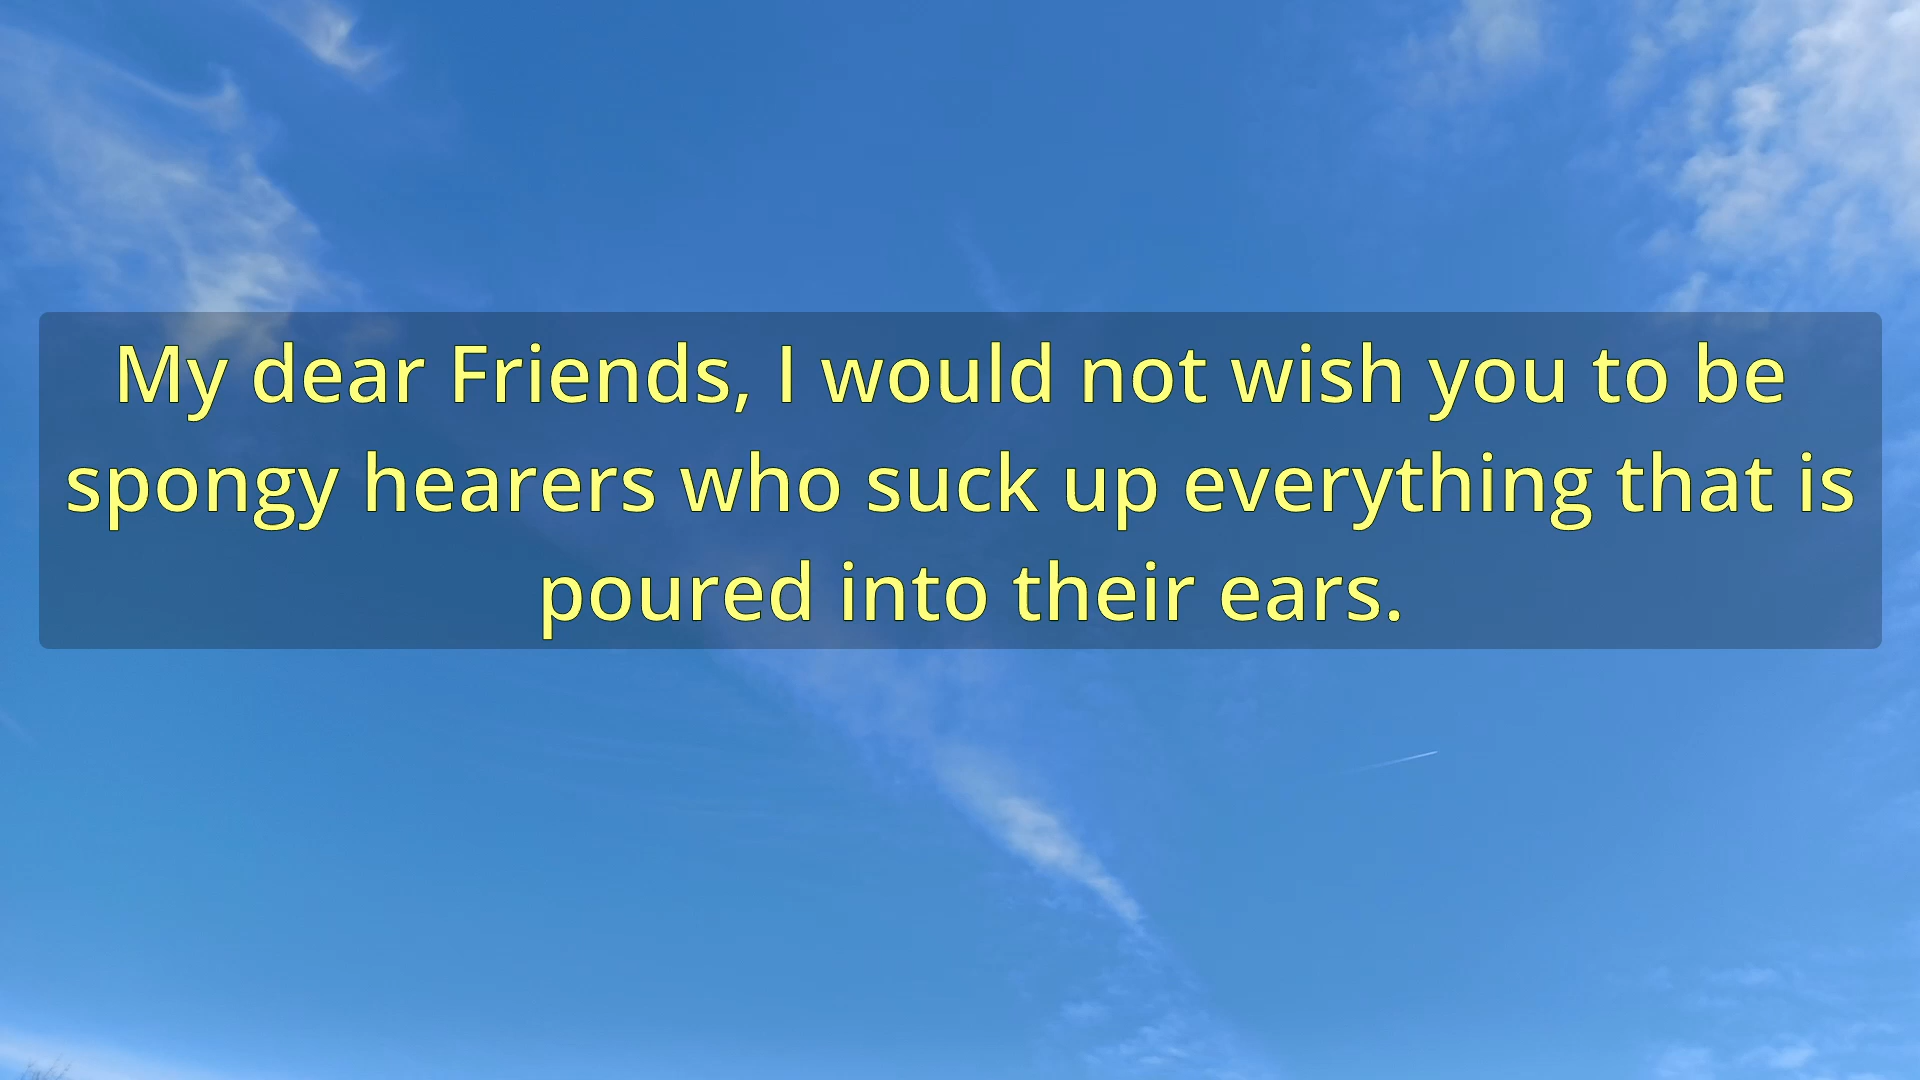 My dear Friends, I would not wish you to be
spongy hearers who suck up everything that is
poured into their ears.